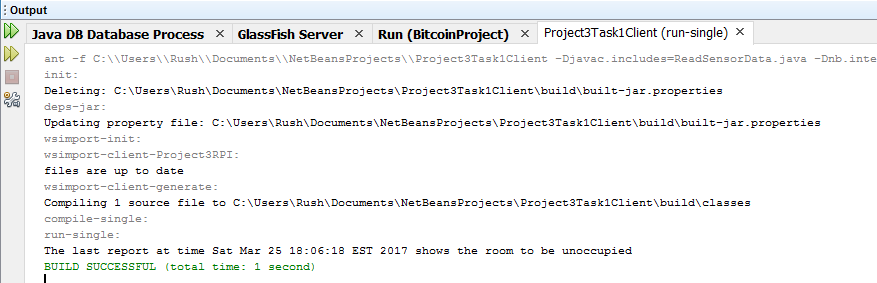 Output
Java DB Database Process × GlassFish Server × Run (BitcoinProject) × Project3Task1Client (run-single) ×
ant -f C:\\Users\\Rush\\Documents\\NetBeansProjects\\Project3Task1Client -Djavac.includes=ReadSensorData.java -Dnb.inte
init:
Deleting: C:\Users\Rush\Documents\NetBeansProjects\Project3Task1Client\build\built-jar.properties
deps-jar:
Updating property file: C:\Users\Rush\Documents\NetBeansProjects\Project3Task1Client\build\built-jar.properties
wsimport-init:
wsimport-client-Project3RPI:
files are up to date
wsimport-client-generate:
Compiling 1 source file to C:\Users\Rush\Documents\NetBeansProjects\Project3Task1Client\build\classes
compile-single:
run-single:
The last report at time Sat Mar 25 18:06:18 EST 2017 shows the room to be unoccupied
BUILD SUCCESSFUL (total time: 1 second)